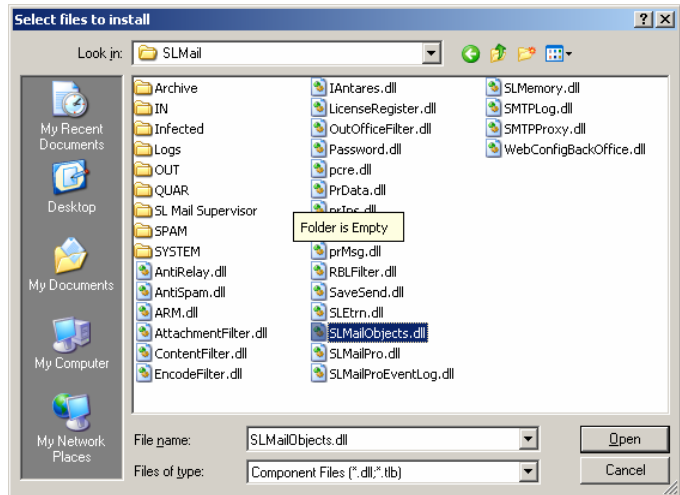 Select files to install
Look in:
SLMail
My Recent
Documents
Desktop
My Documents
My Computer
My Network
Places
Archive
IN
Infected
Logs
OUT
QUAR
SL Mail Supervisor
SPAM
SYSTEM
AntiRelay.dll
AntiSpam.dll
ARM.dll
AttachmentFilter.dll
ContentFilter.dll
EncodeFilter.dll
IAntares.dll
LicenseRegister.dll
OutOfficeFilter.dll
Password.dll
pcre.dll
PrData.dll
Folder is Empty
prMsg.dll
RBLFilter.dll
SaveSend.dll
SLEtrn.dll
SLMailObjects.dll
SLMailPro.dll
SLMailProEventLog.dll
SLMemory.dll
SMTPLog.dll
SMTPProxy.dll
WebConfigBackOffice.dll
File name:
SLMailObjects.dll
Open
Files of type:
Component Files (*.dll;*.tlb)
Cancel